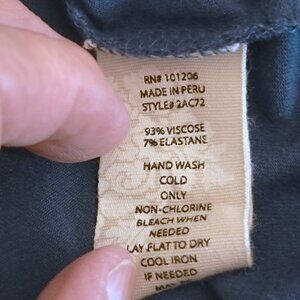 RN# 101206
MADE IN PERU
STYLE# 2AC72
93% VISCOSE
7% ELASTANE
HAND WASH
COLD
ONLY
NON-CHLORINE
BLEACH WHEN
NEEDED
LAY FLAT TO DRY
COOL IRON
IF NEEDED